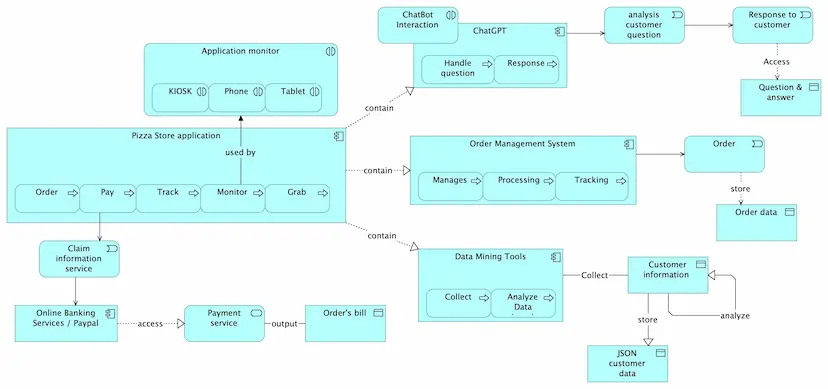 ChatBot
Interaction
ChatGPT
Handle
question
Response
analysis
customer
question
Response to
customer
Access
Question &
answer
Application monitor
KIOSK
Phone
Tablet
contain
Pizza Store application
used by
Order
Pay
Track
Monitor
Grab
contain
Order Management System
Manages
Processing
Tracking
Order
store
Order data
contain
Claim
information
service
Data Mining Tools
Collect
Analyze
Data
Collect
Customer
information
analyze
store
JSON
customer
data
Online Banking
Services / Paypal
access
Payment
service
output
Order's bill